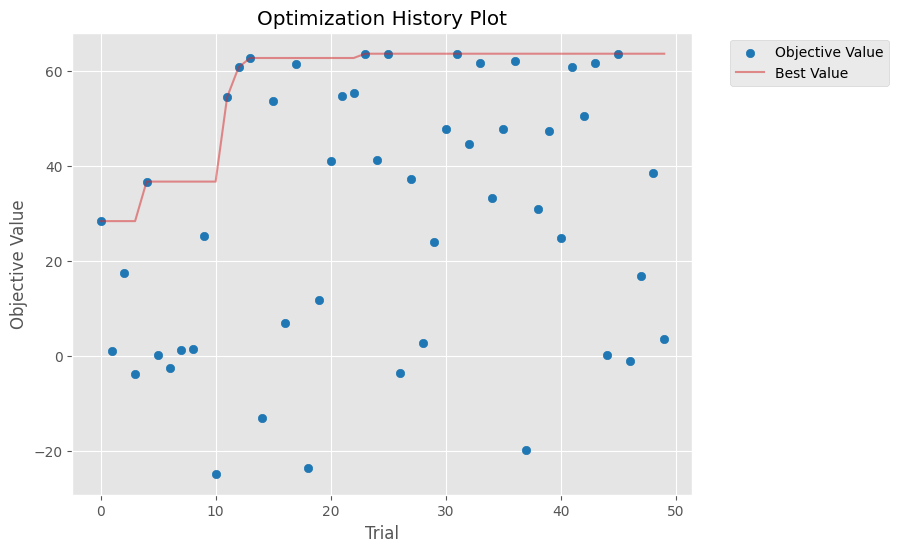 Optimization History Plot
Objective Value
Best Value
Objective Value
60
40
20
0
−20
0 10 20 30 40 50
Trial